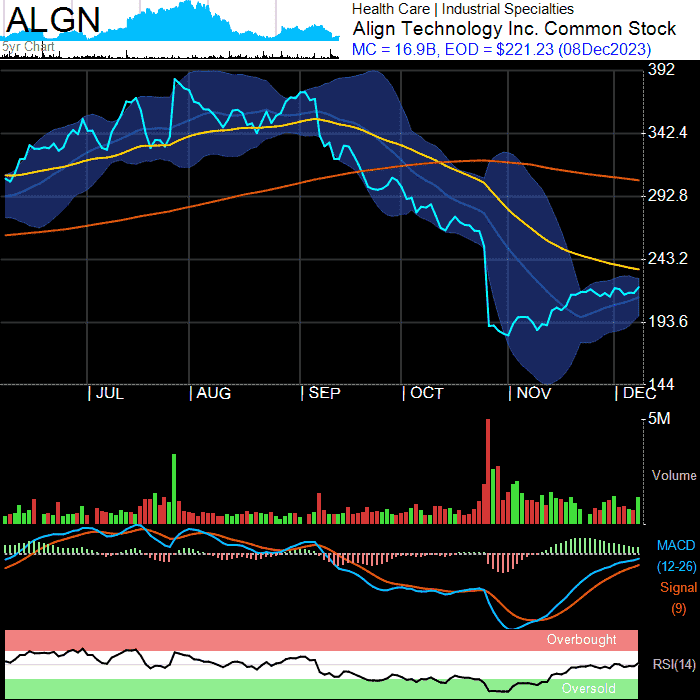 ALGN
5yr Chart
Health Care | Industrial Specialties
Align Technology Inc. Common Stock
MC = 16.9B, EOD = $221.23 (08Dec2023)
392
342.4
292.8
243.2
193.6
144
| JUL | AUG | SEP | OCT | NOV | DEC
5M
Volume
MACD
(12-26)
Signal
(9)
Overbought
RSI(14)
Oversold